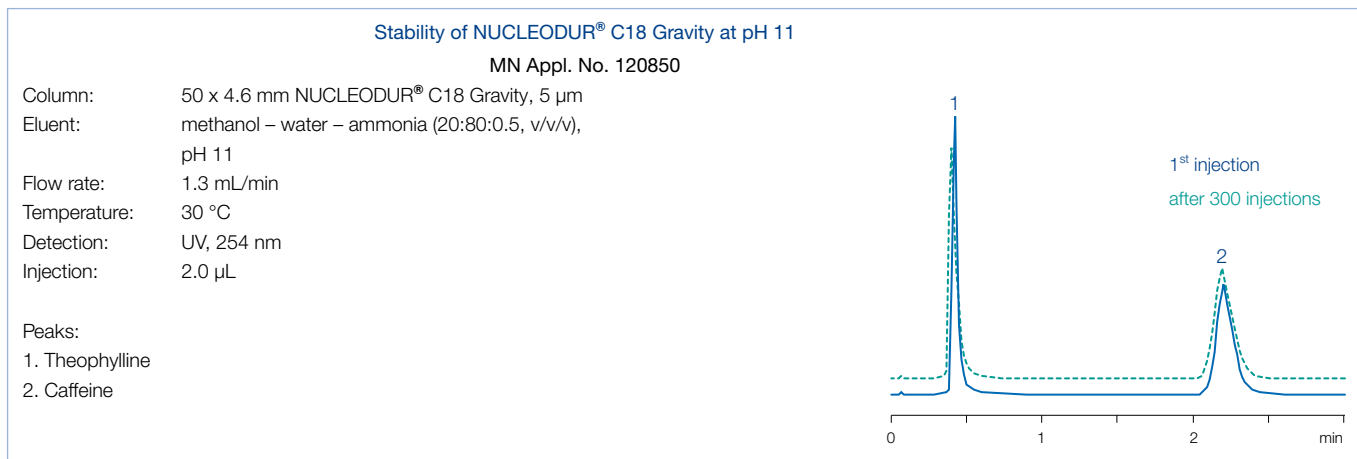 Stability of NUCLEODUR® C18 Gravity at pH 11
MN Appl. No. 120850
Column: 50 x 4.6 mm NUCLEODUR® C18 Gravity, 5 µm
Eluent: methanol – water – ammonia (20:80:0.5, v/v/v),
pH 11
Flow rate: 1.3 mL/min
Temperature: 30 °C
Detection: UV, 254 nm
Injection: 2.0 µL
Peaks:
1. Theophylline
2. Caffeine
1
1st injection
after 300 injections
2
0 1 2 min